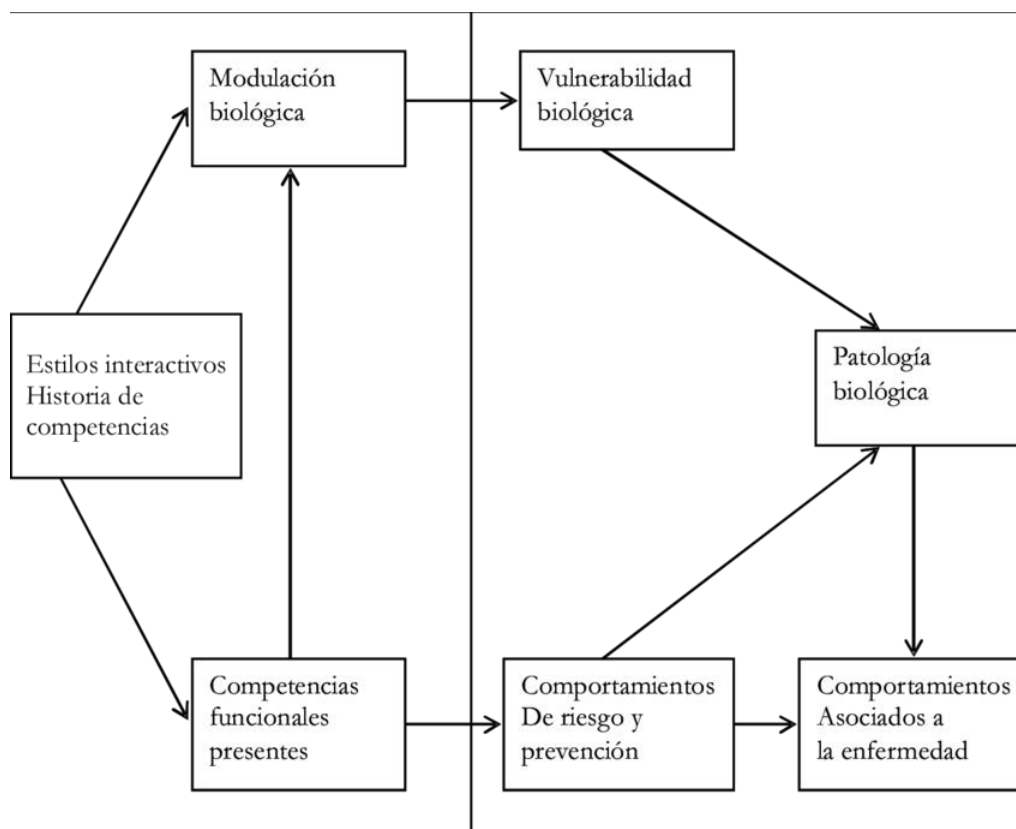 Modulación
biológica
Vulnerabilidad
biológica
Estilos interactivos
Historia de
competencias
Patología
biológica
Competencias
funcionales
presentes
Comportamientos
De riesgo y
prevención
Comportamientos
Asociados a
la enfermedad